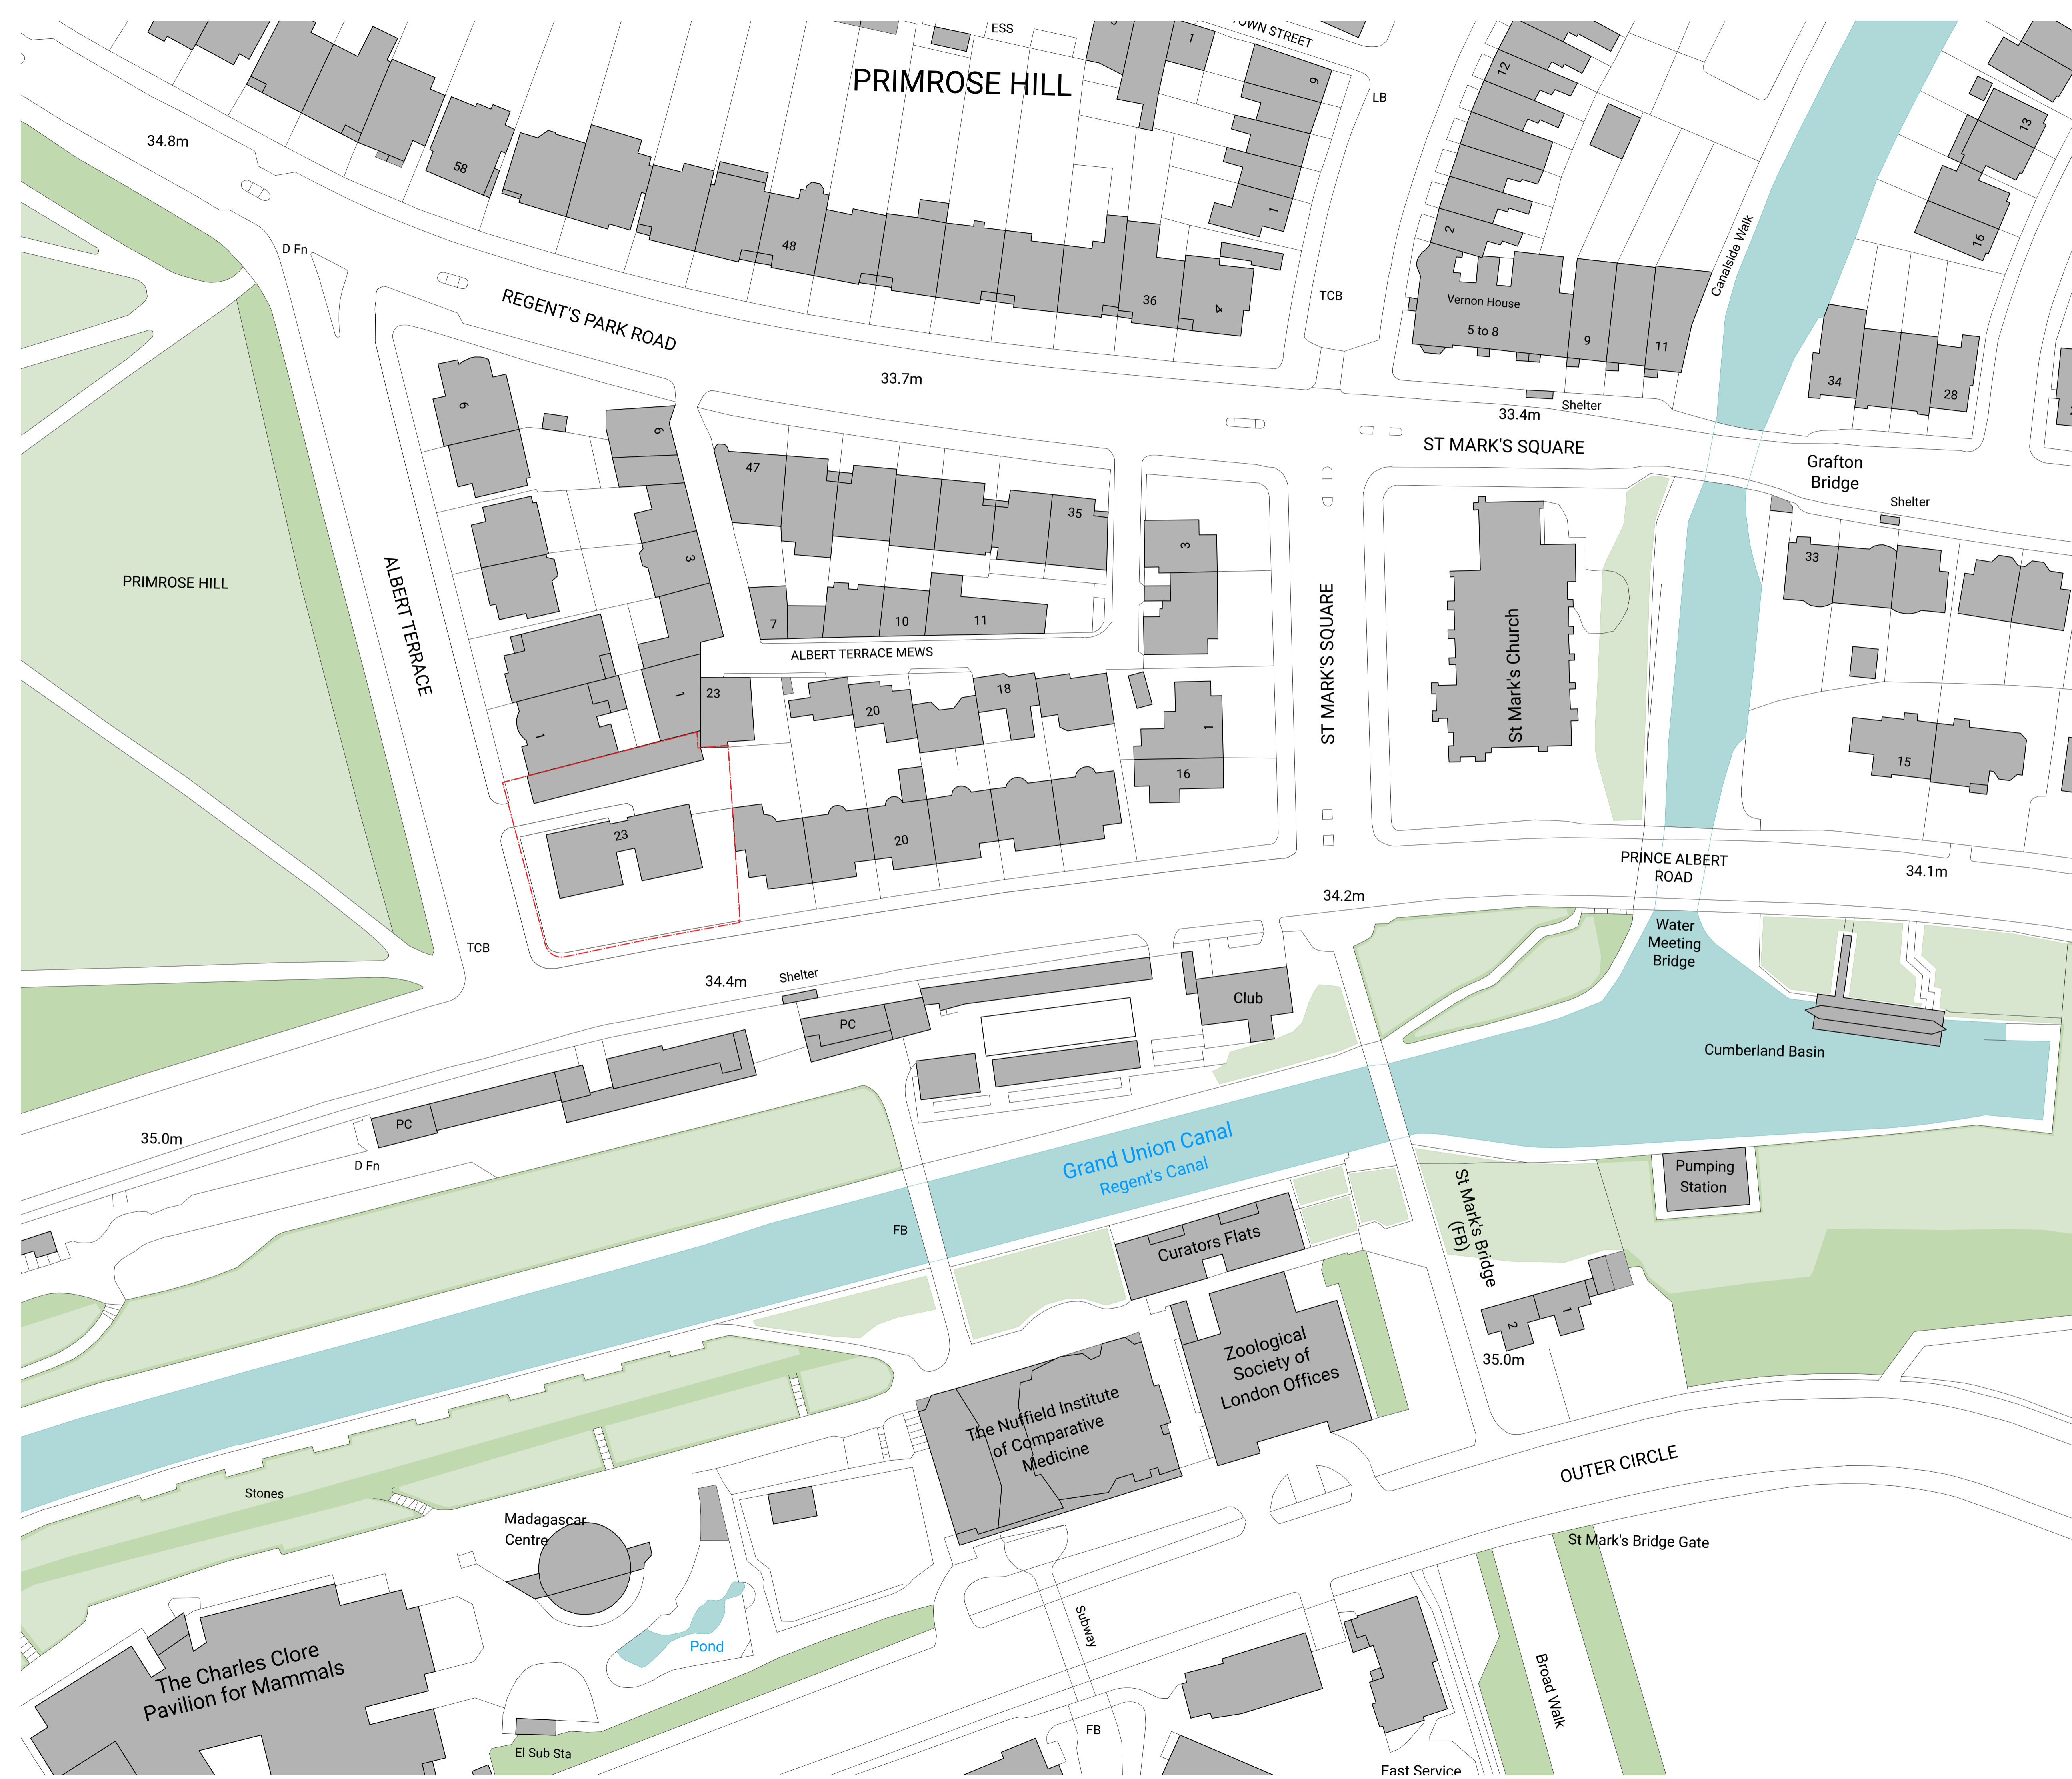 ESS
TOWN STREET
1
9
PRIMROSE HILL
LB
12
13
34.8m
58
1
2
16
Canalside Walk
D Fn
48
REGENT'S PARK ROAD
36
4
TCB
Vernon House
5 to 8
9
11
34
28
33.7m
Shelter
33.4m
6
6
ST MARK'S SQUARE
Grafton
Bridge
Shelter
47
35
3
3
33
PRIMROSE HILL
ALBERT TERRACE
7
10
11
ALBERT TERRACE MEWS
ST MARK'S SQUARE
St Mark's Church
1
23
20
18
1
1
16
15
23
20
PRINCE ALBERT
ROAD
34.1m
34.2m
TCB
Water
Meeting
Bridge
34.4m
Shelter
PC
Club
Cumberland Basin
PC
35.0m
D Fn
Grand Union Canal
Regent's Canal
Pumping
Station
FB
St Mark's Bridge
(FB)
Curators Flats
2
1
35.0m
Zoological
Society of
London Offices
The Nuffield Institute
of Comparative
Medicine
OUTER CIRCLE
Stones
Madagascar
Centre
St Mark's Bridge Gate
Subway
Pond
The Charles Clore
Pavilion for Mammals
Broad Walk
El Sub Sta
FB
East Service